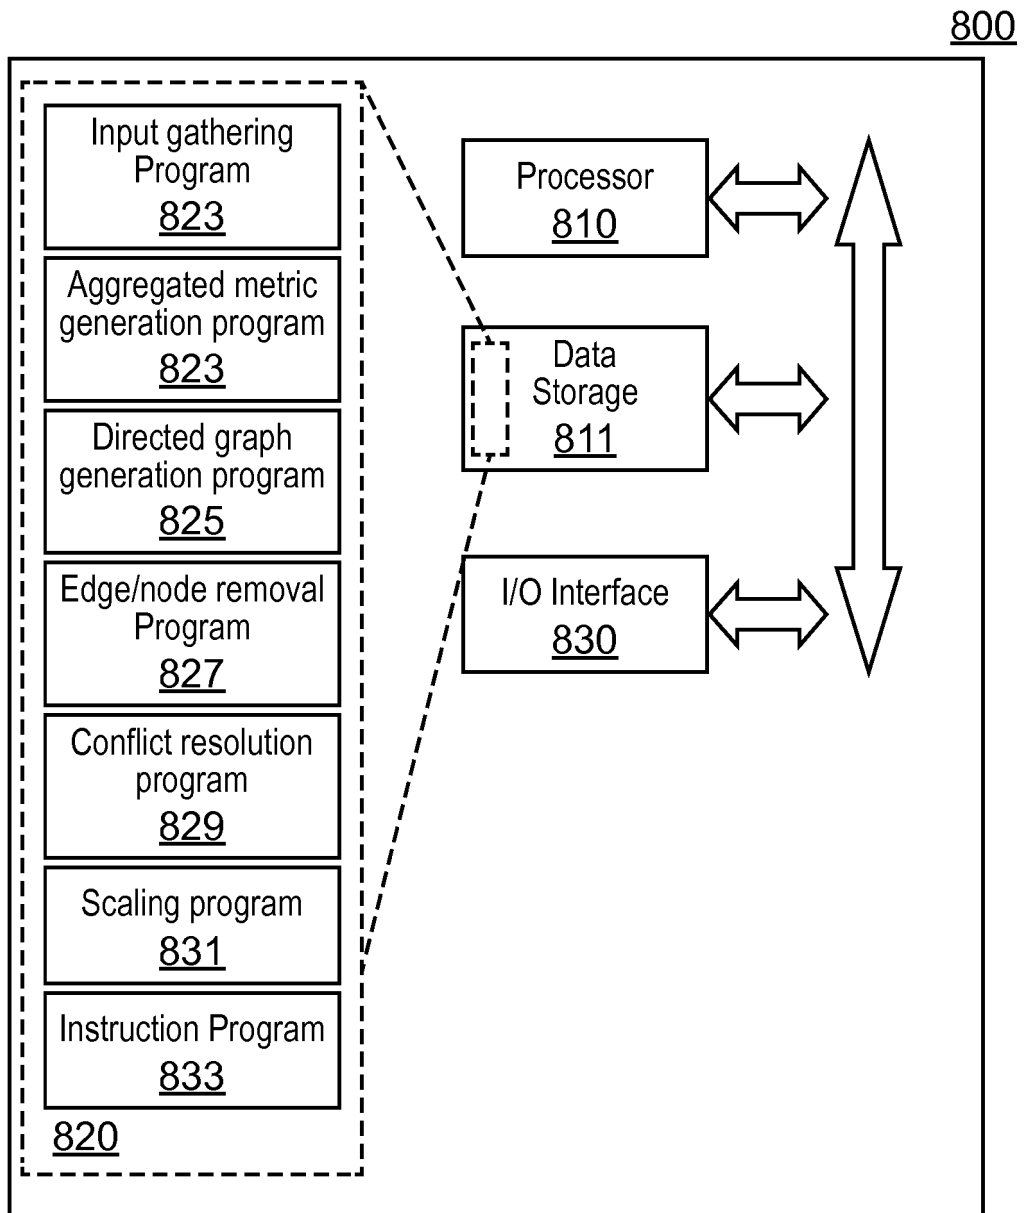 800
Input gathering
Program
823
Aggregated metric
generation program
823
Directed graph
generation program
825
Edge/node removal
Program
827
Conflict resolution
program
829
Scaling program
831
Instruction Program
833
820
Processor
810
Data
Storage
811
I/O Interface
830